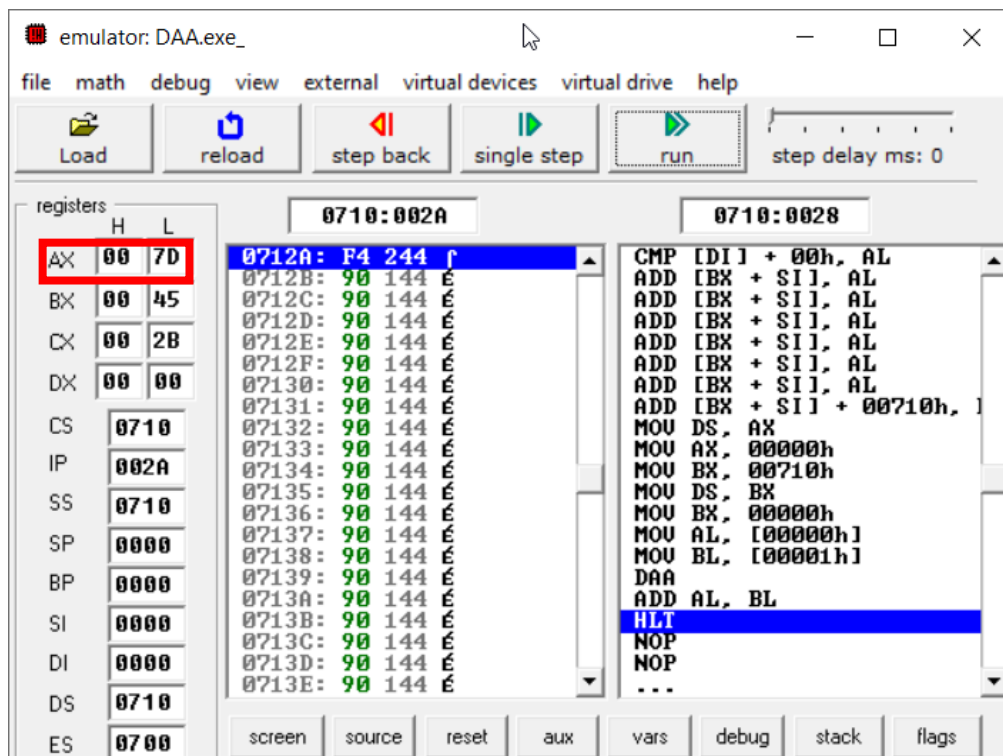 emulator: DAA.exe_
file math debug view external virtual devices virtual drive help
Load reload step back single step run step delay ms: 0
registers
H L
AX 00 7D
BX 00 45
CX 00 2B
DX 00 00
CS 0710
IP 002A
SS 0710
SP 0000
BP 0000
SI 0000
DI 0000
DS 0710
ES 0700
0710:002A
0712A: F4 244 ⌠
0712B: 90 144 É
0712C: 90 144 É
0712D: 90 144 É
0712E: 90 144 É
0712F: 90 144 É
07130: 90 144 É
07131: 90 144 É
07132: 90 144 É
07133: 90 144 É
07134: 90 144 É
07135: 90 144 É
07136: 90 144 É
07137: 90 144 É
07138: 90 144 É
07139: 90 144 É
0713A: 90 144 É
0713B: 90 144 É
0713C: 90 144 É
0713D: 90 144 É
0713E: 90 144 É
0710:0028
CMP [DI] + 00h, AL
ADD [BX + SI], AL
ADD [BX + SI], AL
ADD [BX + SI], AL
ADD [BX + SI], AL
ADD [BX + SI], AL
ADD [BX + SI], AL
ADD [BX + SI] + 00710h,
MOV DS, AX
MOV AX, 00000h
MOV BX, 00710h
MOV DS, BX
MOV BX, 00000h
MOV AL, [00000h]
MOV BL, [00001h]
DAA
ADD AL, BL
HLT
NOP
NOP
...
screen source reset aux vars debug stack flags